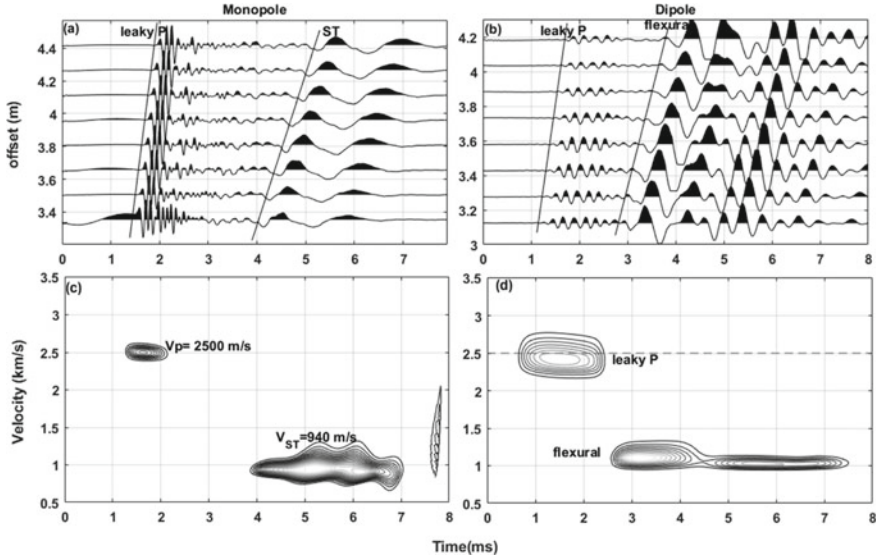 Monopole
Dipole
(a)
leaky P
ST
(b)
leaky P
flexural
4.4
4.2
4
3.8
3.6
3.4
offset (m)
4.2
4
3.8
3.6
3.4
3.2
3
0 1 2 3 4 5 6 7
0 1 2 3 4 5 6 7 8
(c)
Vp= 2500 m/s
V_ST=940 m/s
(d)
leaky P
flexural
3.5
3
2.5
2
1.5
1
0.5
Velocity (km/s)
3.5
3
2.5
2
1.5
1
0.5
0 1 2 3 4 5 6 7 8
0 1 2 3 4 5 6 7 8
Time(ms)